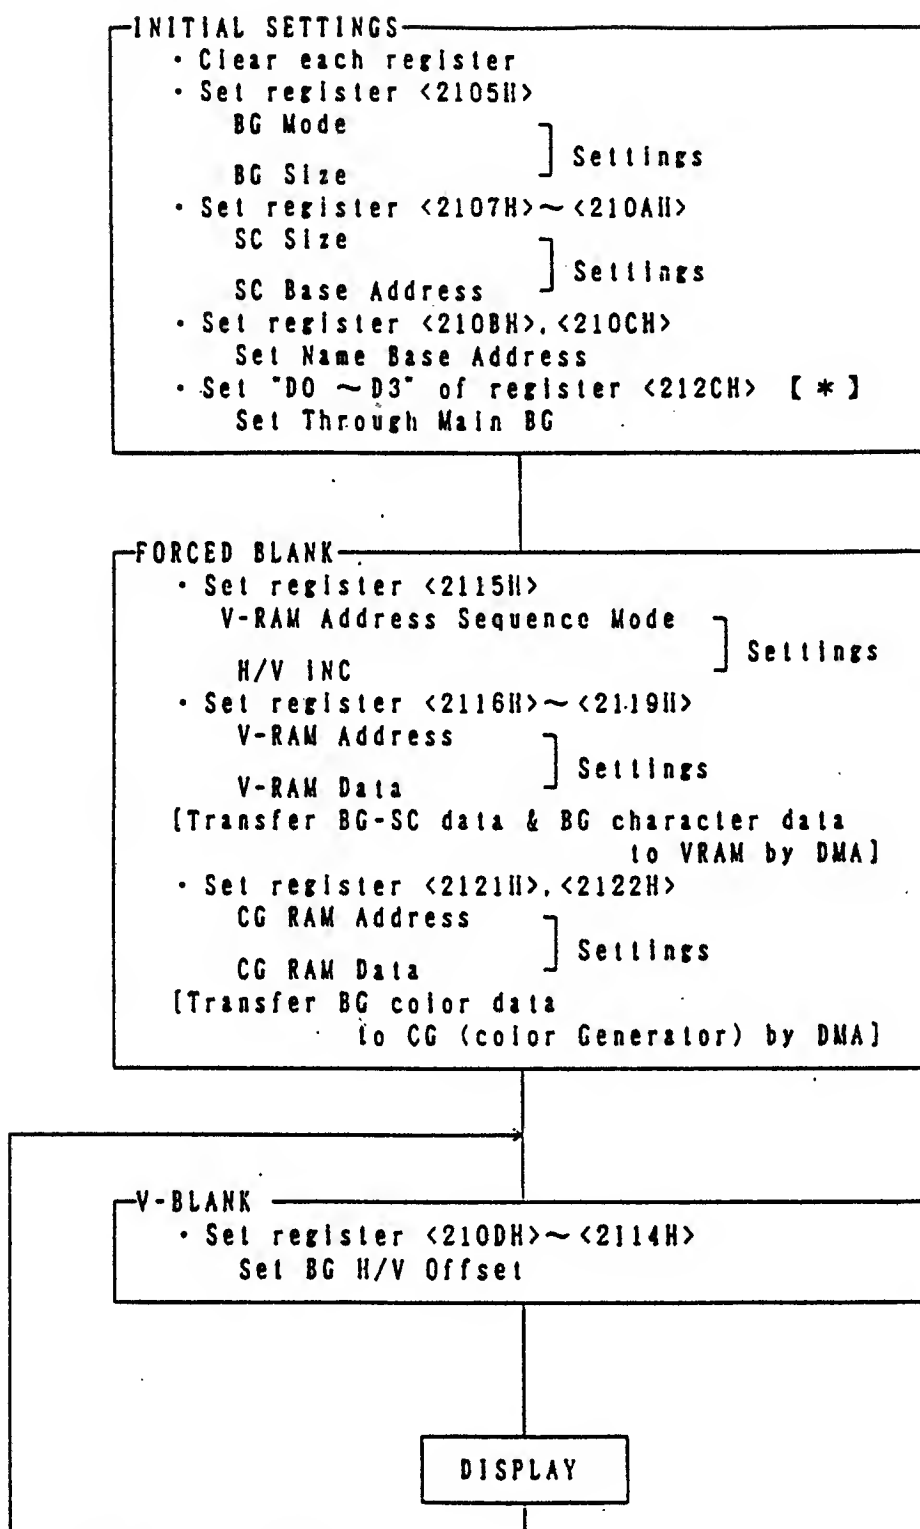 INITIAL SETTINGS
・Clear each register
・Set register <2105H>
BG Mode
Settings
BG Size
・Set register <2107H>~<210AH>
SC Size
Settings
SC Base Address
・Set register <210BH>,<210CH>
Set Name Base Address
・Set "D0 ~D3" of register <212CH> [ * ]
Set Through Main BG
FORCED BLANK
・Set register <2115H>
V-RAM Address Sequence Mode
Settings
H/V INC
・Set register <2116H>~<2119H>
V-RAM Address
Settings
V-RAM Data
[Transfer BG-SC data & BG character data
to VRAM by DMA]
・Set register <2121H>,<2122H>
CG RAM Address
Settings
CG RAM Data
[Transfer BG color data
to CG (color Generator) by DMA]
V-BLANK
・Set register <210DH>~<2114H>
Set BG H/V Offset
DISPLAY